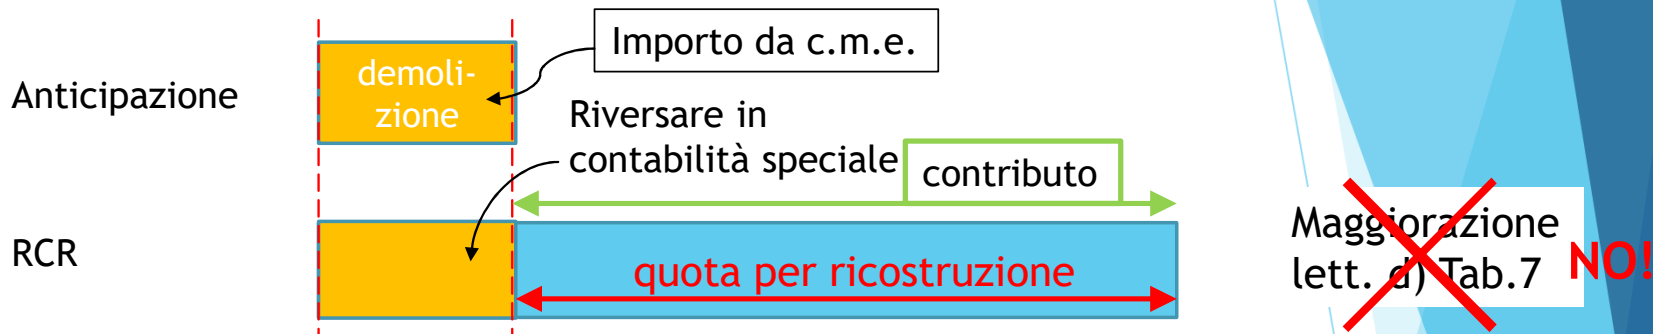 Importo da c.m.e.
Anticipazione
demoli-
zione
Riversare in
contabilità speciale
contributo
RCR
quota per ricostruzione
Maggiorazione
lett. d) Tab.7
NO!